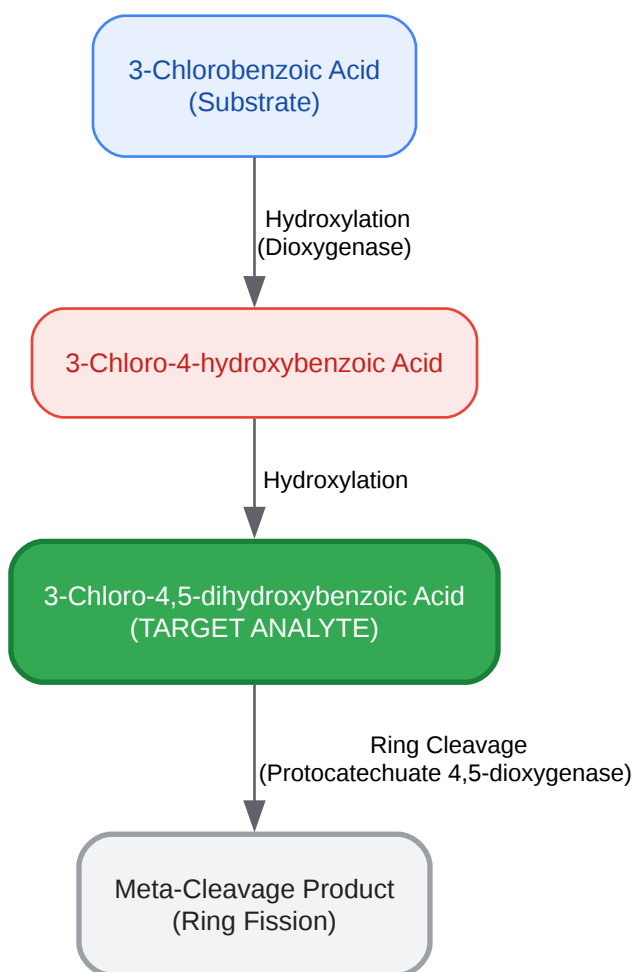 3-Chlorobenzoic Acid
(Substrate)
Hydroxylation
(Dioxygenase)
3-Chloro-4-hydroxybenzoic Acid
Hydroxylation
3-Chloro-4,5-dihydroxybenzoic Acid
(TARGET ANALYTE)
Ring Cleavage
(Protocatechuate 4,5-dioxygenase)
Meta-Cleavage Product
(Ring Fission)